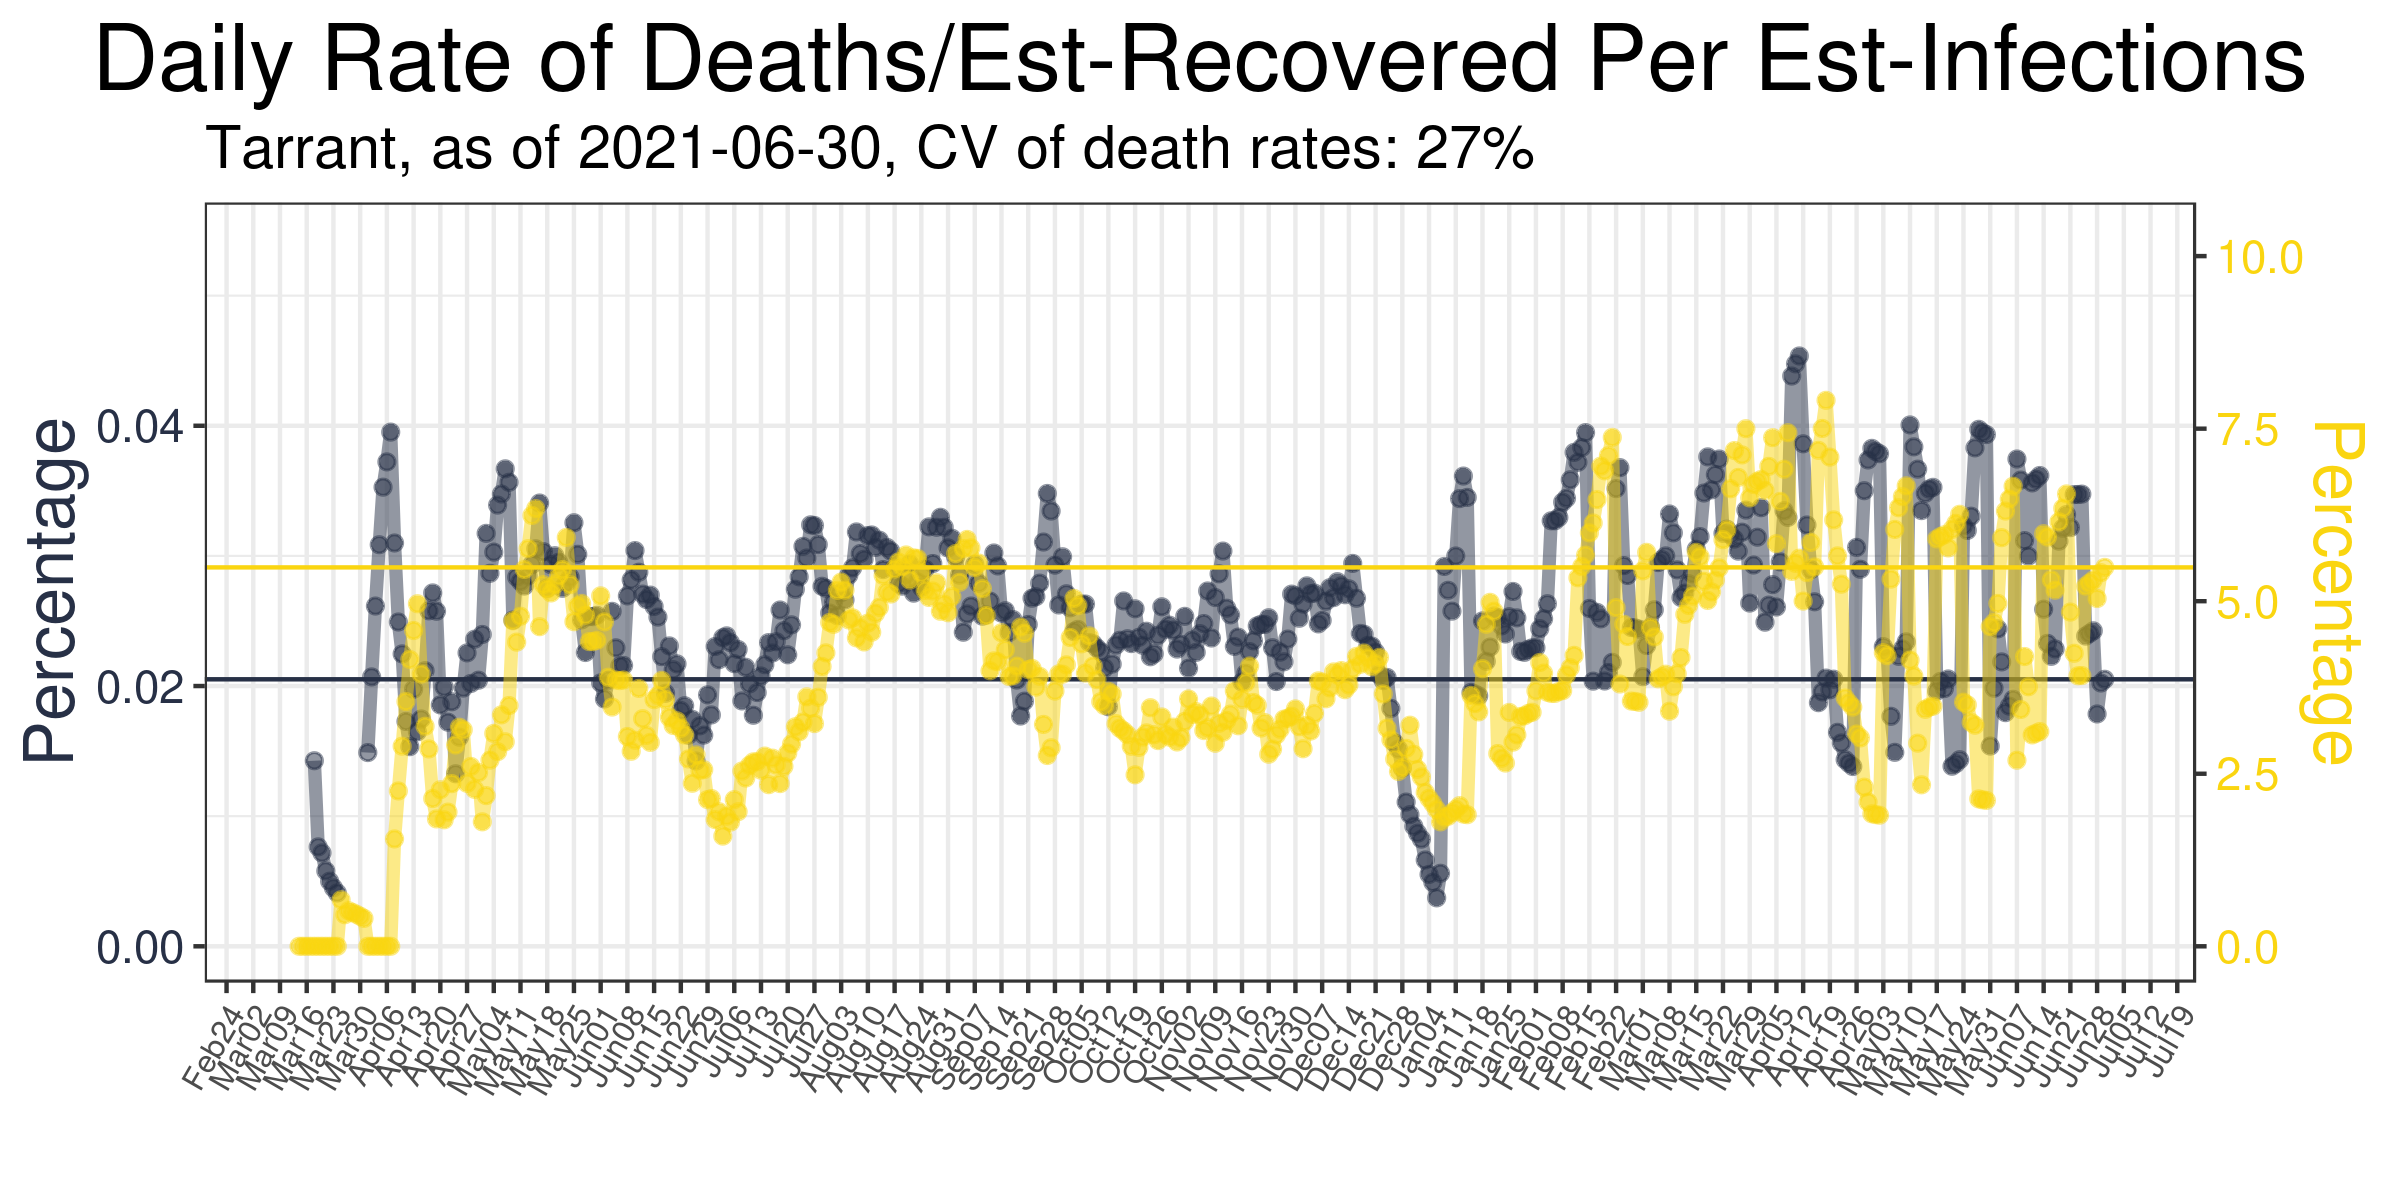 Daily Rate of Deaths/Est-Recovered Per Est-Infections
Tarrant, as of 2021-06-30, CV of death rates: 27%
Percentage
0.04
0.02
0.00
10.0
7.5
5.0
2.5
0.0
Percentage
Feb24
Mar02
Mar09
Mar16
Mar23
Mar30
Apr06
Apr13
Apr20
Apr27
May04
May11
May18
May25
Jun01
Jun08
Jun15
Jun22
Jun29
Jul06
Jul13
Jul20
Jul27
Aug03
Aug10
Aug17
Aug24
Aug31
Sep07
Sep14
Sep21
Sep28
Oct05
Oct12
Oct19
Oct26
Nov02
Nov09
Nov16
Nov23
Nov30
Dec07
Dec14
Dec21
Dec28
Jan04
Jan11
Jan18
Jan25
Feb01
Feb08
Feb15
Feb22
Mar01
Mar08
Mar15
Mar22
Mar29
Apr05
Apr12
Apr19
Apr26
May03
May10
May17
May24
May31
Jun07
Jun14
Jun21
Jun28
Jul05
Jul12
Jul19